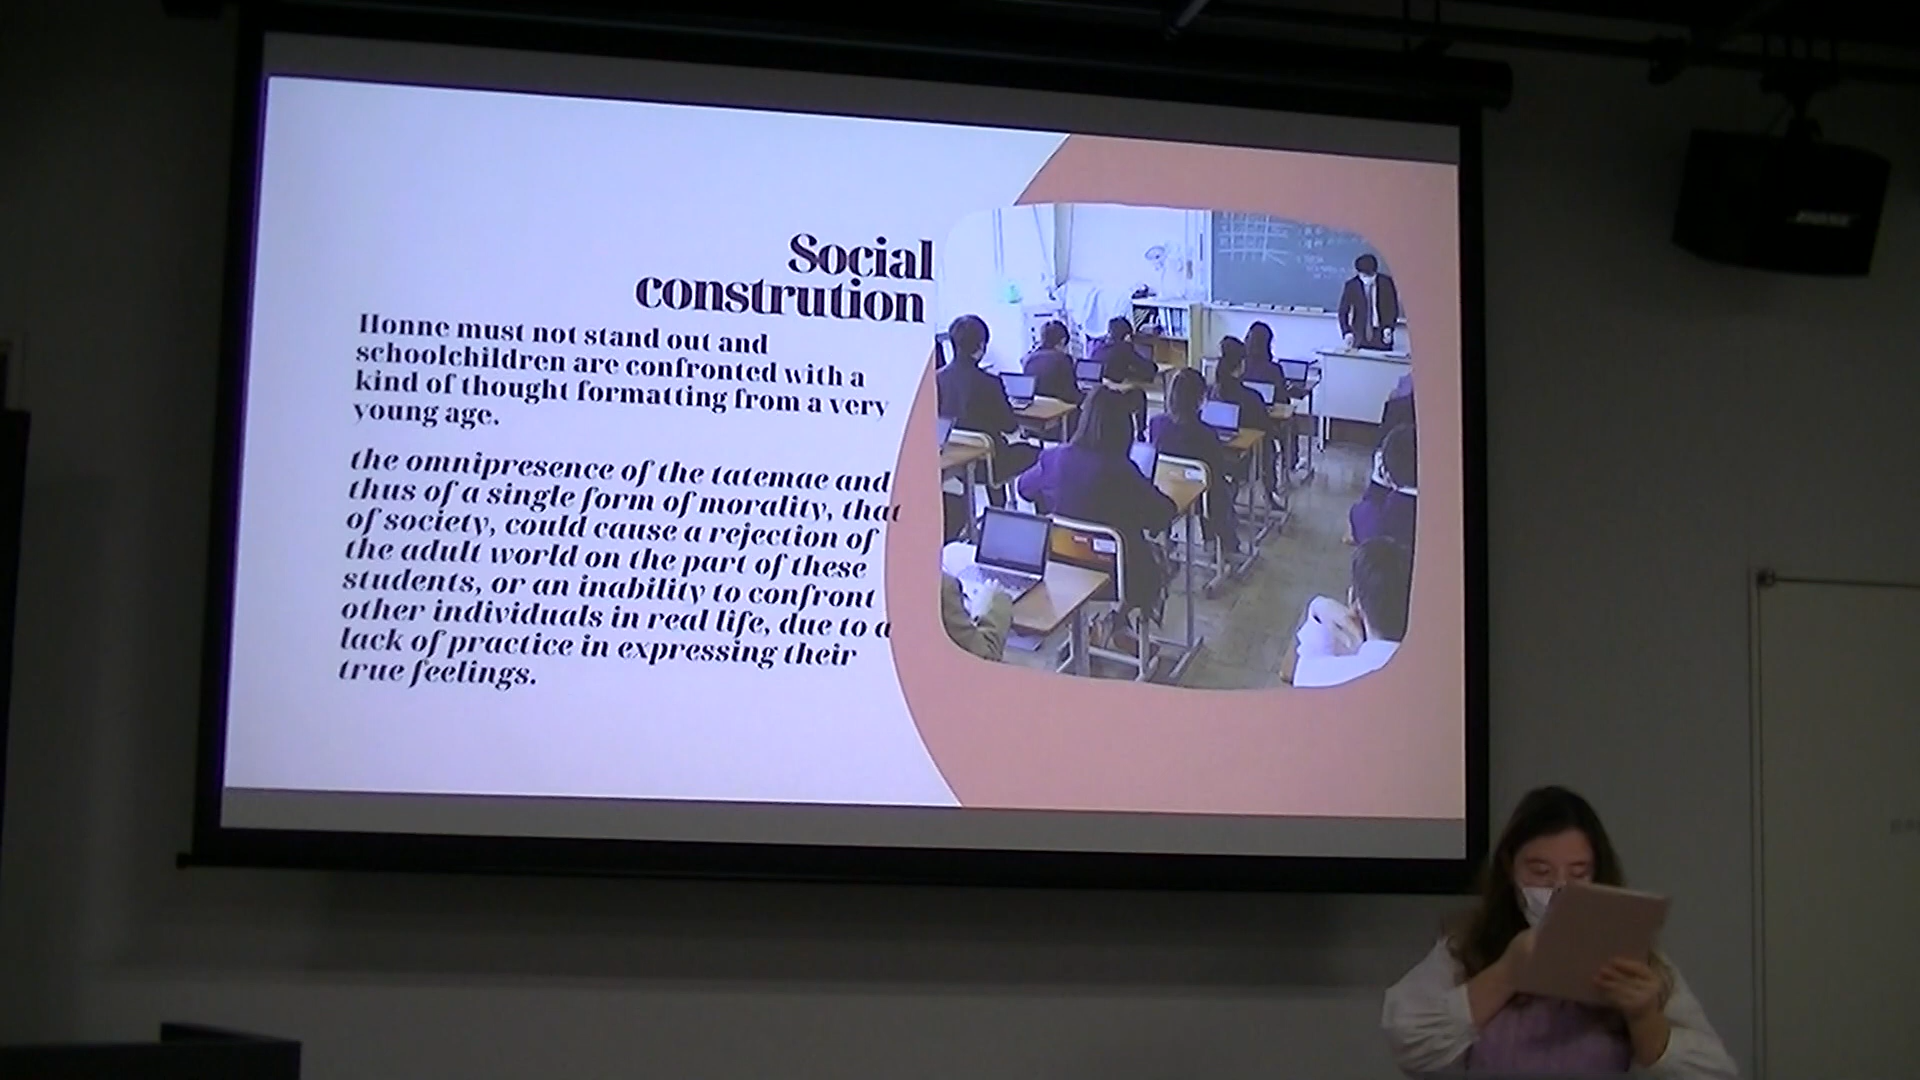 Social
constrution
Honne must not stand out and
schoolchildren are confronted with a
kind of thought formatting from a very
young age.
the omnipresence of the tatemae and
thus of a single form of morality, that
of society, could cause a rejection of
the adult world on the part of these
students, or an inability to confront
other individuals in real life, due to a
lack of practice in expressing their
true feelings.